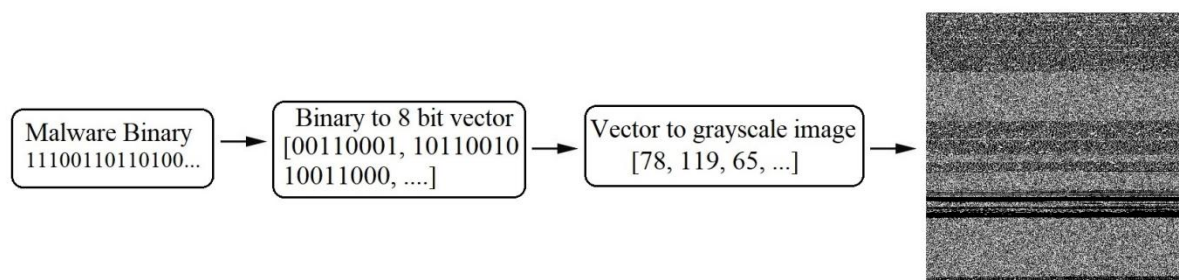 Malware Binary
11100110110100...
Binary to 8 bit vector
[00110001, 10110010
10011000, ....]
Vector to grayscale image
[78, 119, 65, ...]